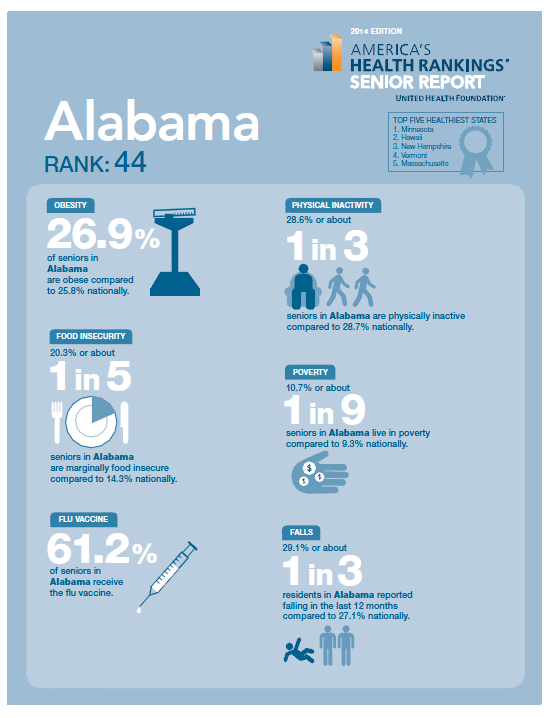 2014 EDITION
AMERICA'S
HEALTH RANKINGS®
SENIOR REPORT
UNITED HEALTH FOUNDATION®
Alabama
RANK: 44
TOP FIVE HEALTHIEST STATES
1. Minnesota
2. Hawaii
3. New Hampshire
4. Vermont
5. Massachusetts
OBESITY
26.9%
of seniors in
Alabama
are obese compared
to 25.8% nationally.
PHYSICAL INACTIVITY
28.6% or about
1 in 3
seniors in Alabama are physically inactive
compared to 28.7% nationally.
FOOD INSECURITY
20.3% or about
1 in 5
seniors in Alabama
are marginally food insecure
compared to 14.3% nationally.
POVERTY
10.7% or about
1 in 9
seniors in Alabama live in poverty
compared to 9.3% nationally.
$
$
$
FLU VACCINE
61.2%
of seniors in
Alabama receive
the flu vaccine.
FALLS
29.1% or about
1 in 3
residents in Alabama reported
falling in the last 12 months
compared to 27.1% nationally.